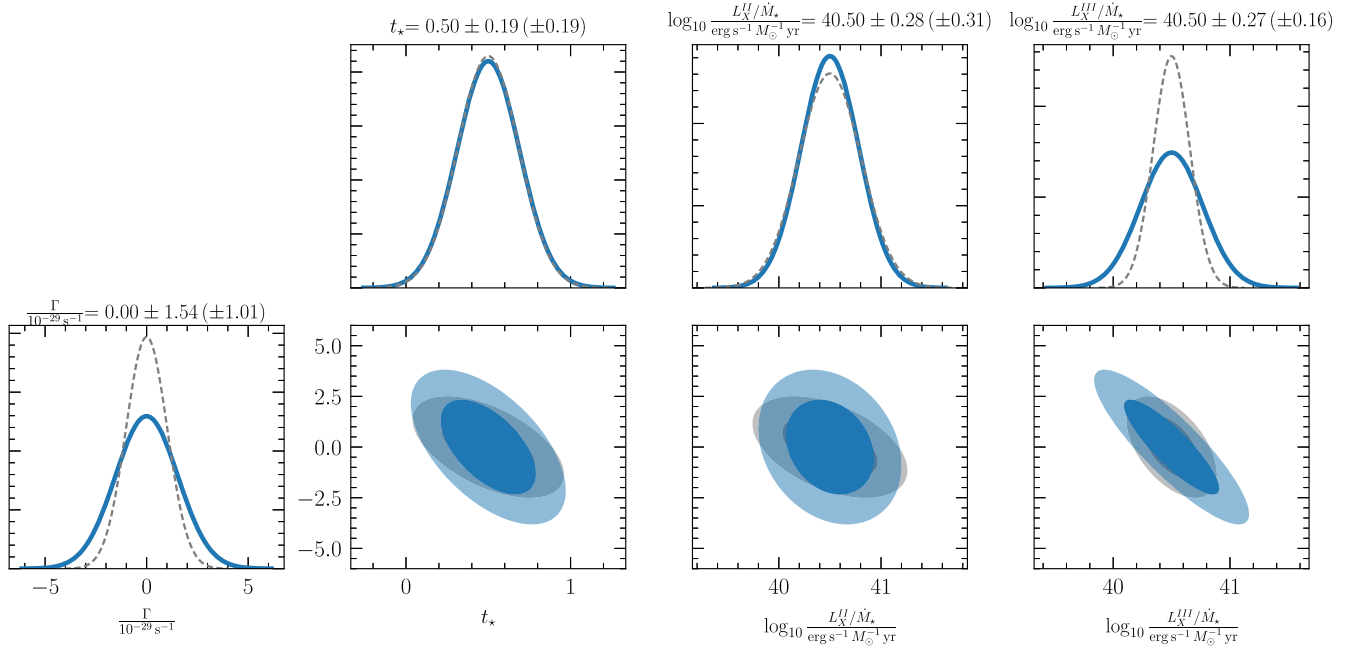 t⋆= 0.50 ± 0.19 (±0.19)
log₁₀ L_X^{II}/Ṁ⋆ / erg s⁻¹ M⊙⁻¹ yr = 40.50 ± 0.28 (±0.31)
log₁₀ L_X^{III}/Ṁ⋆ / erg s⁻¹ M⊙⁻¹ yr = 40.50 ± 0.27 (±0.16)
Γ / 10⁻²⁹ s⁻¹ = 0.00 ± 1.54 (±1.01)
5.0
2.5
0.0
−2.5
−5.0
−5 0 5
0 1
40 41
40 41
Γ / 10⁻²⁹ s⁻¹
t⋆
log₁₀ L_X^{II}/Ṁ⋆ / erg s⁻¹ M⊙⁻¹ yr
log₁₀ L_X^{III}/Ṁ⋆ / erg s⁻¹ M⊙⁻¹ yr